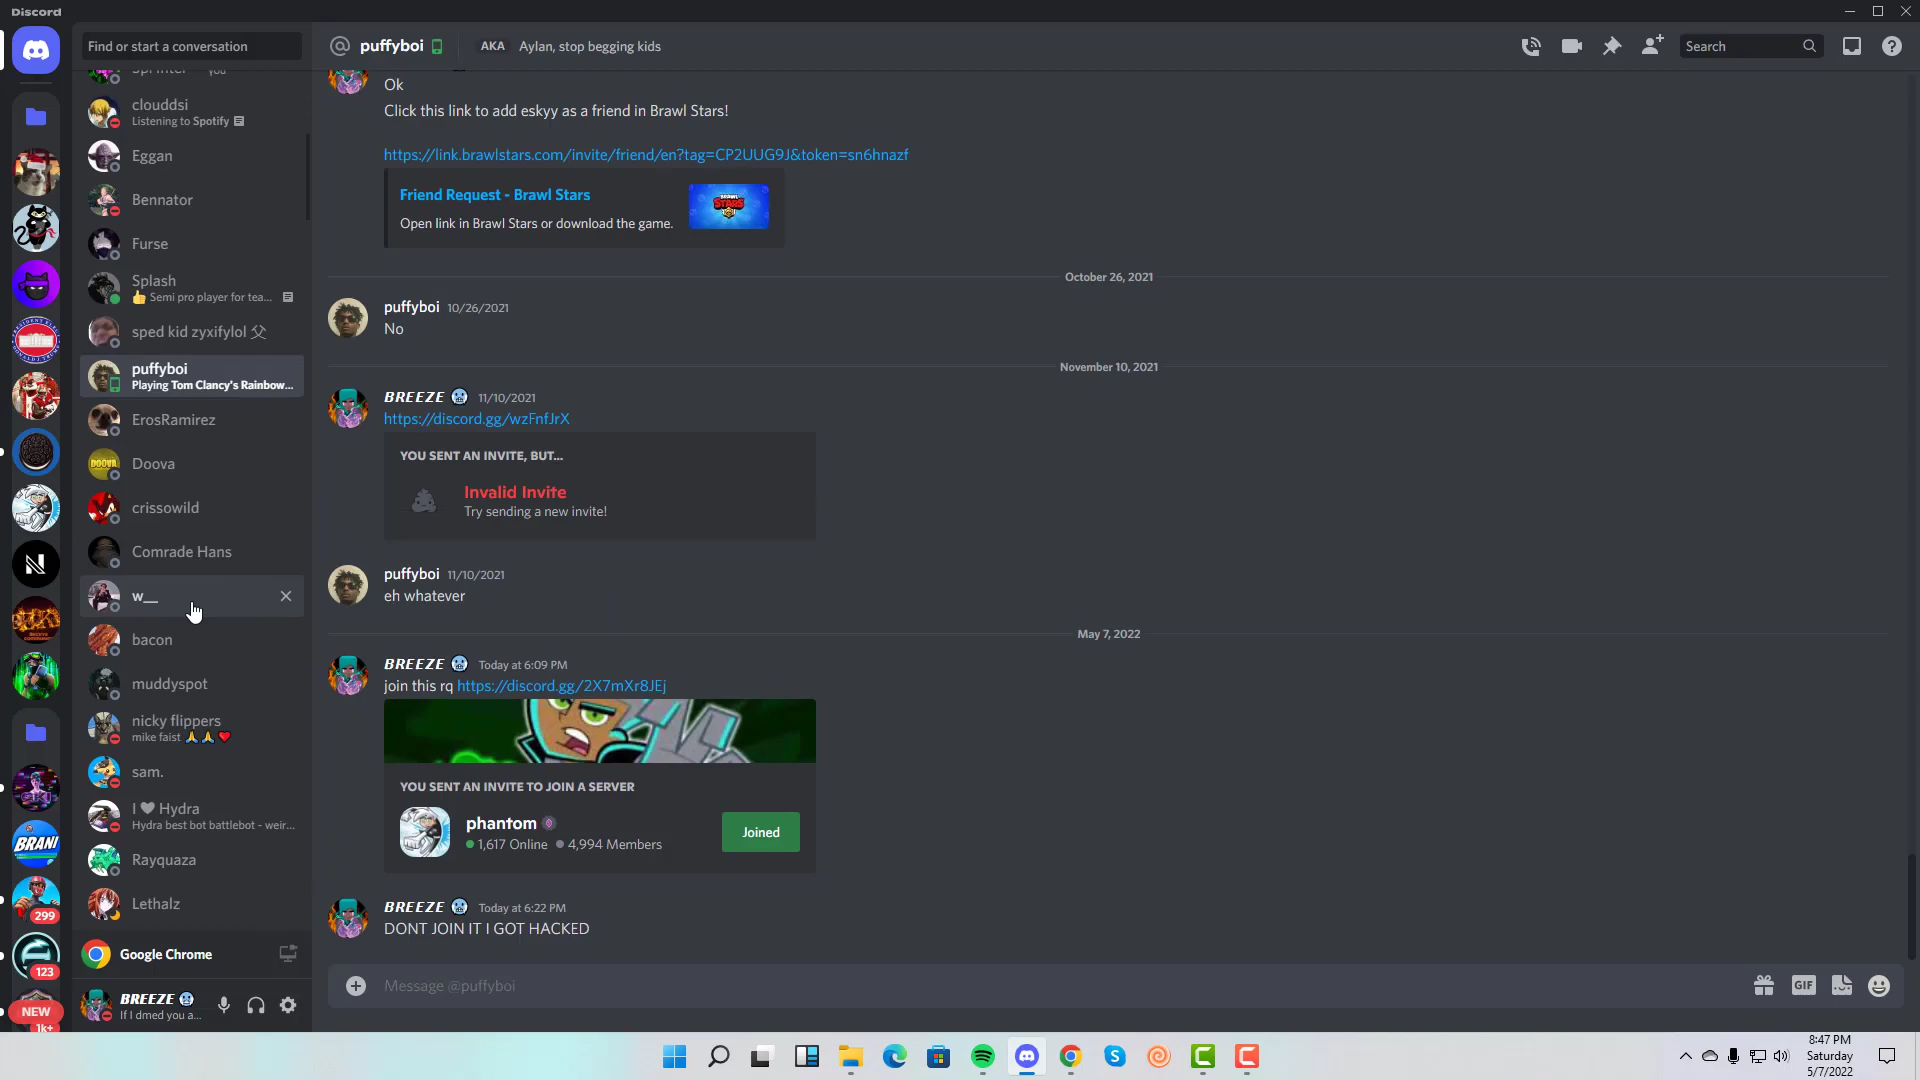 Discord
Find or start a conversation
puffyboi
AKA
Aylan, stop begging kids
Search
Sprinter
You
clouddsi
Listening to Spotify
Eggan
Bennator
Furse
Splash
👍 Semi pro player for tea...
sped kid zyxifylol 父
puffyboi
Playing Tom Clancy's Rainbow...
ErosRamirez
Doova
DOOVA
crissowild
Comrade Hans
w__
bacon
muddyspot
nicky flippers
mike faist 🙏🙏❤️
sam.
I 🖤 Hydra
Hydra best bot battlebot - weir...
Rayquaza
Lethalz
Google Chrome
BREEZE 🥶
If I dmed you a...
BRAN
299
123
NEW
1k+
Ok
Click this link to add eskyy as a friend in Brawl Stars!
https://link.brawlstars.com/invite/friend/en?tag=CP2UUG9J&token=sn6hnazf
Friend Request - Brawl Stars
Open link in Brawl Stars or download the game.
BRAWL
STARS
October 26, 2021
puffyboi 10/26/2021
No
November 10, 2021
BREEZE 🥶 11/10/2021
https://discord.gg/wzFnfJrX
YOU SENT AN INVITE, BUT...
Invalid Invite
Try sending a new invite!
puffyboi 11/10/2021
eh whatever
May 7, 2022
BREEZE 🥶 Today at 6:09 PM
join this rq https://discord.gg/2X7mXr8JEj
YOU SENT AN INVITE TO JOIN A SERVER
phantom
1,617 Online 4,994 Members
Joined
BREEZE 🥶 Today at 6:22 PM
DONT JOIN IT I GOT HACKED
Message @puffyboi
GIF
8:47 PM
Saturday
5/7/2022